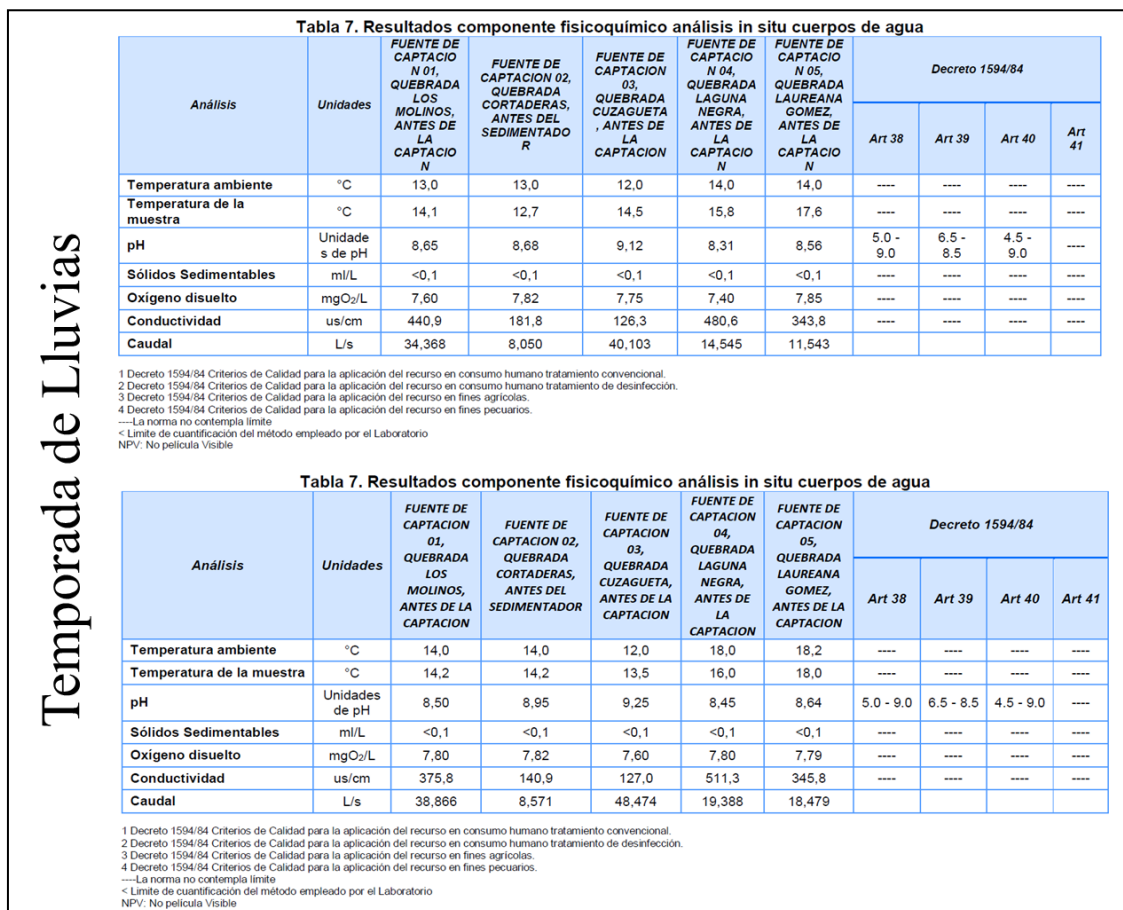 Temporada de Lluvias
Tabla 7. Resultados componente fisicoquímico análisis in situ cuerpos de agua
Análisis Unidades FUENTE DE CAPTACIO N 01, QUEBRADA LOS MOLINOS, ANTES DE LA CAPTACIO N FUENTE DE CAPTACION 02, QUEBRADA CORTADERAS, ANTES DEL SEDIMENTADO R FUENTE DE CAPTACION 03, QUEBRADA CUZAGUETA , ANTES DE LA CAPTACION FUENTE DE CAPTACIO N 04, QUEBRADA LAGUNA NEGRA, ANTES DE LA CAPTACIO N FUENTE DE CAPTACIO N 05, QUEBRADA LAUREANA GOMEZ, ANTES DE LA CAPTACIO N Decreto 1594/84
Art 38 Art 39 Art 40 Art 41
Temperatura ambiente °C 13,0 13,0 12,0 14,0 14,0 ---- ---- ---- ----
Temperatura de la muestra °C 14,1 12,7 14,5 15,8 17,6 ---- ---- ---- ----
pH Unidade s de pH 8,65 8,68 9,12 8,31 8,56 5.0 - 9.0 6.5 - 8.5 4.5 - 9.0 ----
Sólidos Sedimentables ml/L <0,1 <0,1 <0,1 <0,1 <0,1 ---- ---- ---- ----
Oxígeno disuelto mgO₂/L 7,60 7,82 7,75 7,40 7,85 ---- ---- ---- ----
Conductividad us/cm 440,9 181,8 126,3 480,6 343,8 ---- ---- ---- ----
Caudal L/s 34,368 8,050 40,103 14,545 11,543
1 Decreto 1594/84 Criterios de Calidad para la aplicación del recurso en consumo humano tratamiento convencional.
2 Decreto 1594/84 Criterios de Calidad para la aplicación del recurso en consumo humano tratamiento de desinfección.
3 Decreto 1594/84 Criterios de Calidad para la aplicación del recurso en fines agrícolas.
4 Decreto 1594/84 Criterios de Calidad para la aplicación del recurso en fines pecuarios.
----La norma no contempla límite
< Limite de cuantificación del método empleado por el Laboratorio
NPV: No película Visible
Tabla 7. Resultados componente fisicoquímico análisis in situ cuerpos de agua
Análisis Unidades FUENTE DE CAPTACION 01, QUEBRADA LOS MOLINOS, ANTES DE LA CAPTACION FUENTE DE CAPTACION 02, QUEBRADA CORTADERAS, ANTES DEL SEDIMENTADOR FUENTE DE CAPTACION 03, QUEBRADA CUZAGUETA, ANTES DE LA CAPTACION FUENTE DE CAPTACION 04, QUEBRADA LAGUNA NEGRA, ANTES DE LA CAPTACION FUENTE DE CAPTACION 05, QUEBRADA LAUREANA GOMEZ, ANTES DE LA CAPTACION Decreto 1594/84
Art 38 Art 39 Art 40 Art 41
Temperatura ambiente °C 14,0 14,0 12,0 18,0 18,2 ---- ---- ---- ----
Temperatura de la muestra °C 14,2 14,2 13,5 16,0 18,0 ---- ---- ---- ----
pH Unidades de pH 8,50 8,95 9,25 8,45 8,64 5.0 - 9.0 6.5 - 8.5 4.5 - 9.0 ----
Sólidos Sedimentables ml/L <0,1 <0,1 <0,1 <0,1 <0,1 ---- ---- ---- ----
Oxígeno disuelto mgO₂/L 7,80 7,82 7,60 7,80 7,79 ---- ---- ---- ----
Conductividad us/cm 375,8 140,9 127,0 511,3 345,8 ---- ---- ---- ----
Caudal L/s 38,866 8,571 48,474 19,388 18,479
1 Decreto 1594/84 Criterios de Calidad para la aplicación del recurso en consumo humano tratamiento convencional.
2 Decreto 1594/84 Criterios de Calidad para la aplicación del recurso en consumo humano tratamiento de desinfección.
3 Decreto 1594/84 Criterios de Calidad para la aplicación del recurso en fines agrícolas.
4 Decreto 1594/84 Criterios de Calidad para la aplicación del recurso en fines pecuarios.
----La norma no contempla límite
< Limite de cuantificación del método empleado por el Laboratorio
NPV: No película Visible